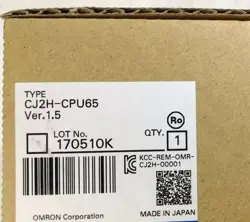 TYPE
CJ2H-CPU65
Ver.1.5
Ro
LOT No.
170510K
QTY.
1
KCC-REM-OMR-
CJ2H-00001
OMRON Corporation
MADE IN JAPAN